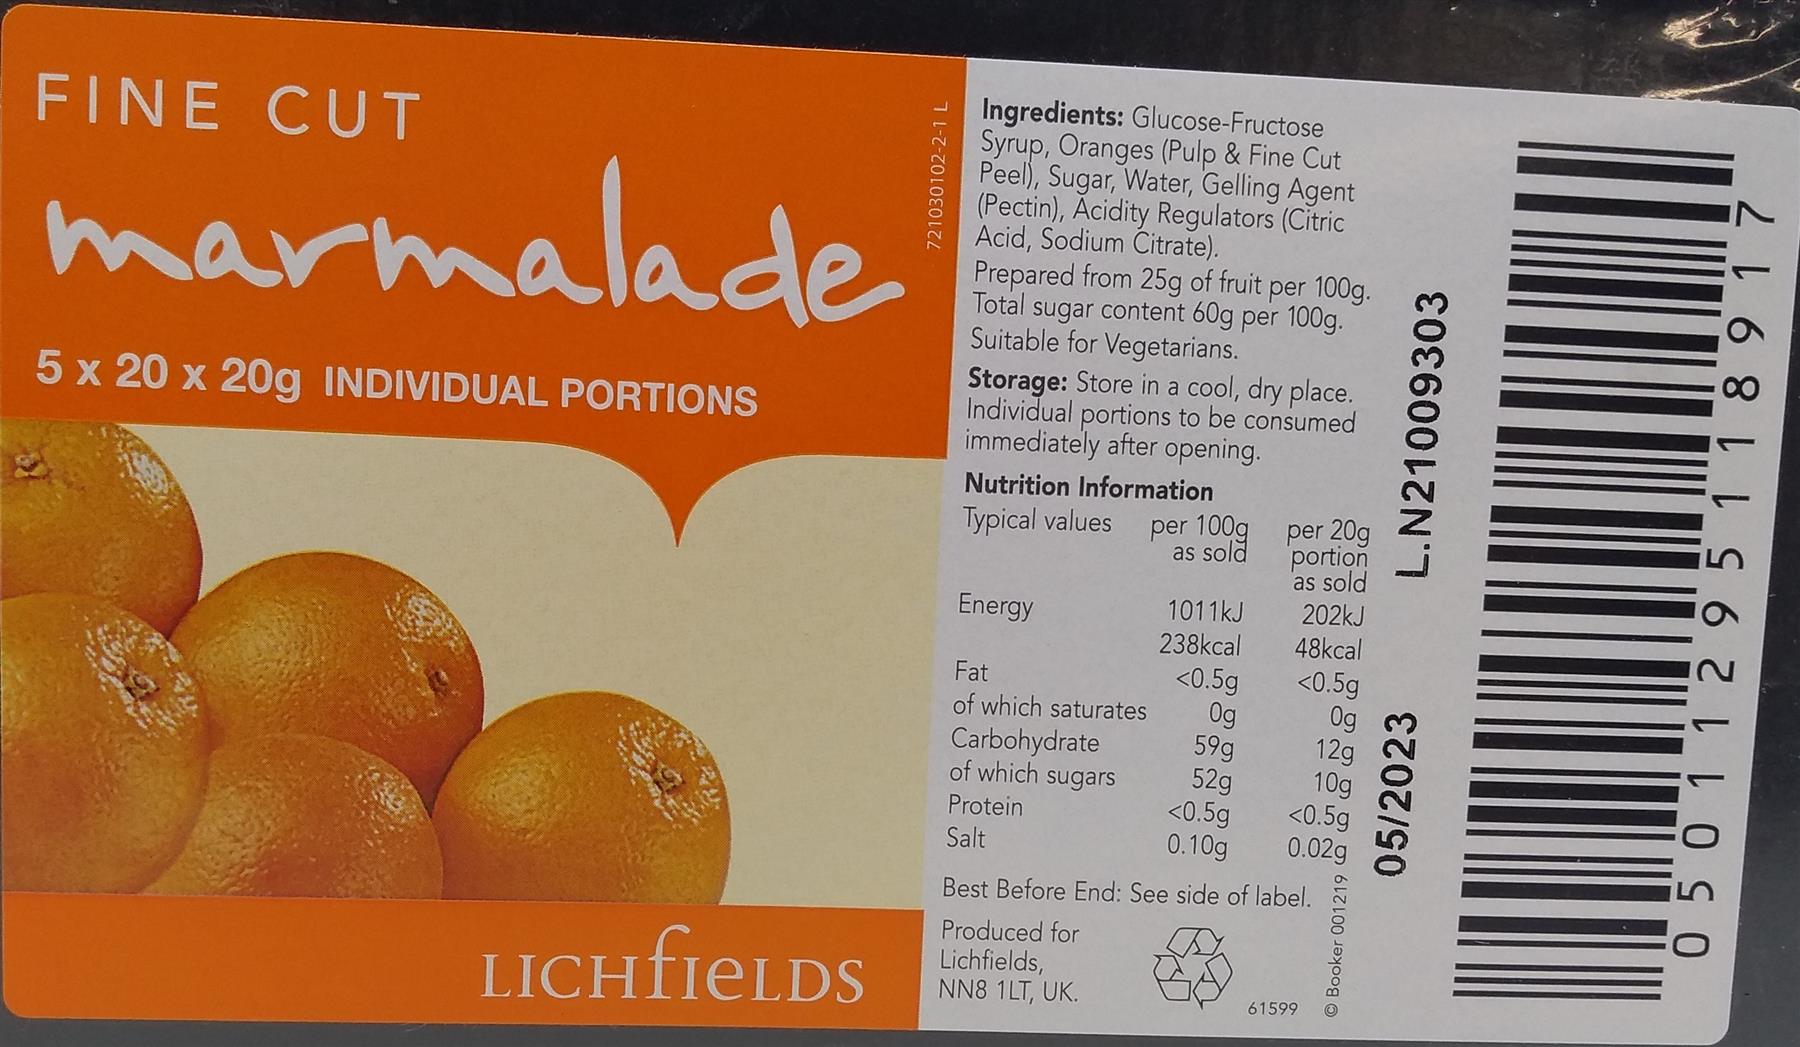 FINE CUT
marmalade
5 x 20 x 20g INDIVIDUAL PORTIONS
LICHfIELDS
721030102-2-1 L
Ingredients: Glucose-Fructose
Syrup, Oranges (Pulp & Fine Cut
Peel), Sugar, Water, Gelling Agent
(Pectin), Acidity Regulators (Citric
Acid, Sodium Citrate).
Prepared from 25g of fruit per 100g.
Total sugar content 60g per 100g.
Suitable for Vegetarians.
Storage: Store in a cool, dry place.
Individual portions to be consumed
immediately after opening.
Nutrition Information
Typical values per 100g per 20g
as sold portion
as sold
Energy 1011kJ 202kJ
238kcal 48kcal
Fat <0.5g <0.5g
of which saturates 0g 0g
Carbohydrate 59g 12g
of which sugars 52g 10g
Protein <0.5g <0.5g
Salt 0.10g 0.02g
Best Before End: See side of label.
Produced for
Lichfields,
NN8 1LT, UK.
61599
© Booker 001219
05/2023 L.N21009303
05011295118917